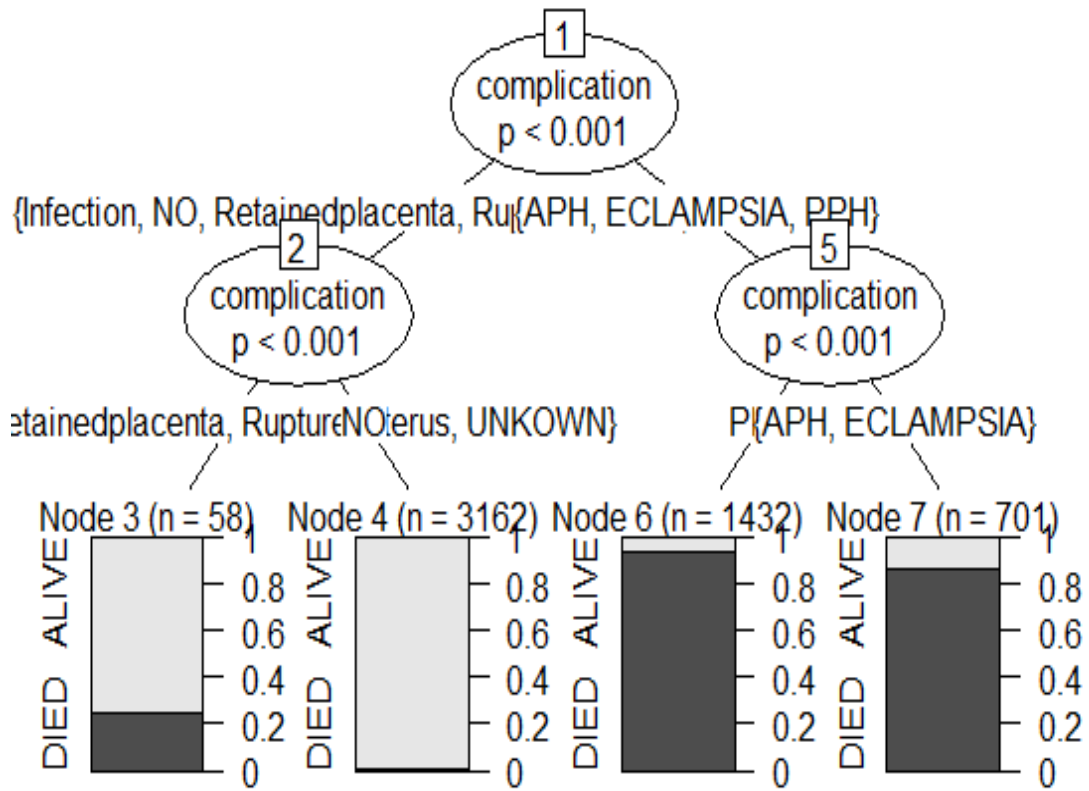 1
complication
p < 0.001
{Infection, NO, Retainedplacenta, Ru {APH, ECLAMPSIA, PPH}
2
complication
p < 0.001
5
complication
p < 0.001
etainedplacenta, Rupture NO terus, UNKOWN}
P {APH, ECLAMPSIA}
Node 3 (n = 58)
DIED ALIVE
1
0.8
0.6
0.4
0.2
0
Node 4 (n = 3162)
DIED ALIVE
1
0.8
0.6
0.4
0.2
0
Node 6 (n = 1432)
DIED ALIVE
1
0.8
0.6
0.4
0.2
0
Node 7 (n = 701)
DIED ALIVE
1
0.8
0.6
0.4
0.2
0